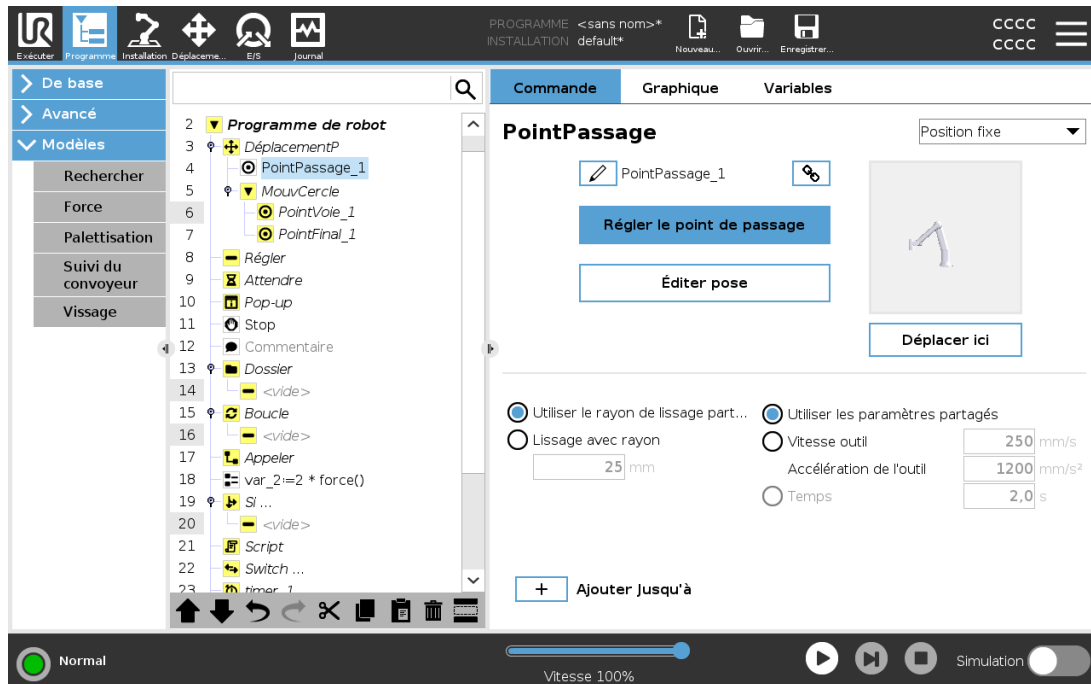 PROGRAMME <sans nom>*
INSTALLATION default*
CCCC
CCCC
UR
Exécuter Programme Installation Déplaceme... E/S Journal
Nouveau... Ouvrir... Enregistrer...
De base
Avancé
Modèles
Rechercher
Force
Palettisation
Suivi du
convoyeur
Vissage
2 Programme de robot
3 DéplacementP
4 PointPassage_1
5 MouvCercle
6 PointVoie_1
7 PointFinal_1
8 Régler
9 Attendre
10 Pop-up
11 Stop
12 Commentaire
13 Dossier
14 <vide>
15 Boucle
16 <vide>
17 Appeler
18 var_2:=2 * force()
19 Si ...
20 <vide>
21 Script
22 Switch ...
23 timer_1
Commande Graphique Variables
PointPassage
Position fixe
PointPassage_1
Régler le point de passage
Éditer pose
Déplacer ici
Utiliser le rayon de lissage part...
Lissage avec rayon
25 mm
Utiliser les paramètres partagés
Vitesse outil 250 mm/s
Accélération de l'outil 1200 mm/s²
Temps 2,0 s
+ Ajouter Jusqu'à
Normal
Vitesse 100%
Simulation